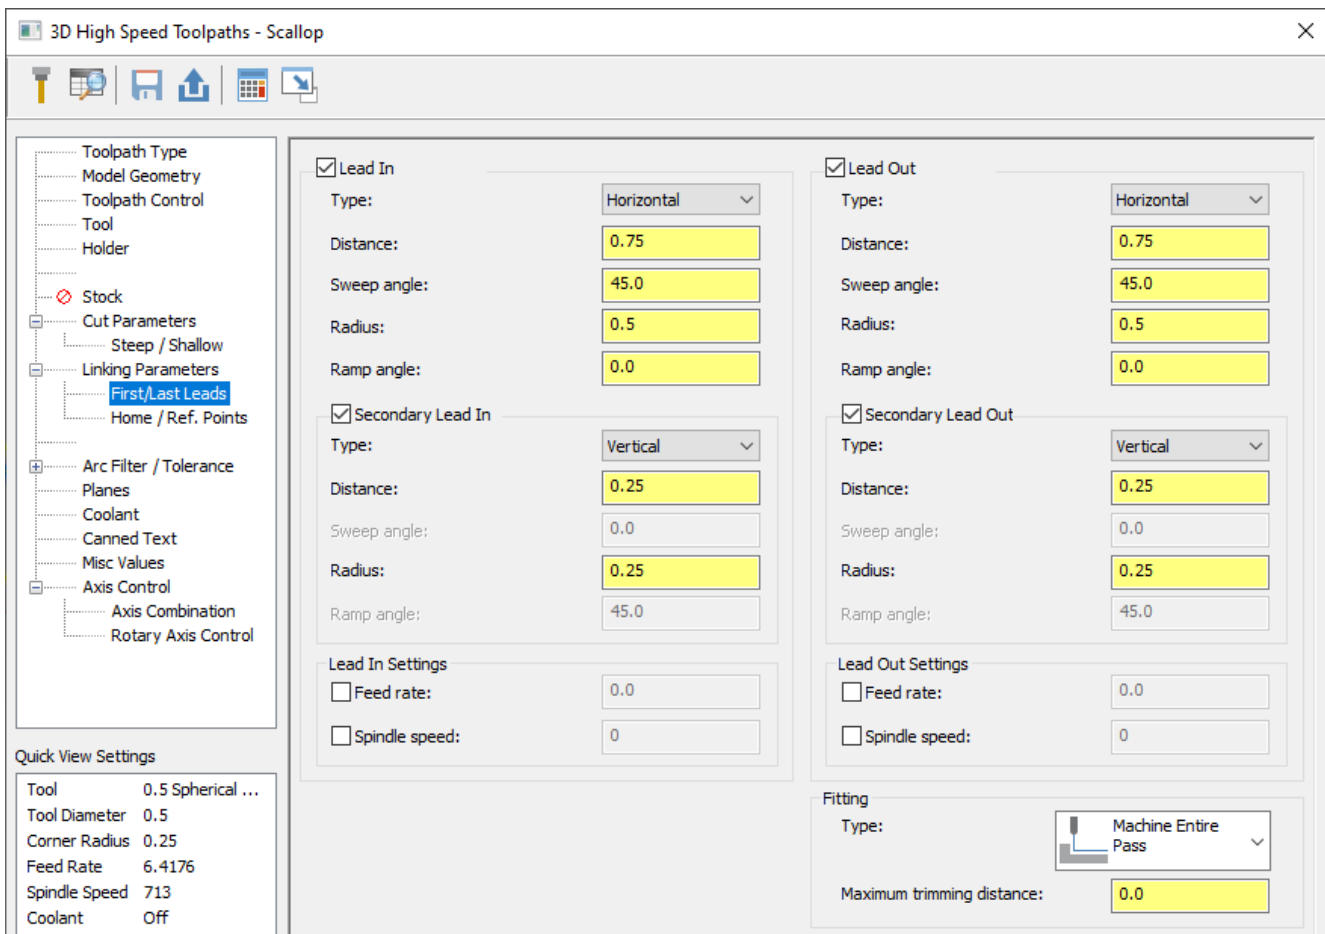 3D High Speed Toolpaths - Scallop
Toolpath Type
Model Geometry
Toolpath Control
Tool
Holder
Stock
Cut Parameters
Steep / Shallow
Linking Parameters
First/Last Leads
Home / Ref. Points
Arc Filter / Tolerance
Planes
Coolant
Canned Text
Misc Values
Axis Control
Axis Combination
Rotary Axis Control
Quick View Settings
Tool 0.5 Spherical ...
Tool Diameter 0.5
Corner Radius 0.25
Feed Rate 6.4176
Spindle Speed 713
Coolant Off
Lead In
Type: Horizontal
Distance: 0.75
Sweep angle: 45.0
Radius: 0.5
Ramp angle: 0.0
Secondary Lead In
Type: Vertical
Distance: 0.25
Sweep angle: 0.0
Radius: 0.25
Ramp angle: 45.0
Lead In Settings
Feed rate: 0.0
Spindle speed: 0
Lead Out
Type: Horizontal
Distance: 0.75
Sweep angle: 45.0
Radius: 0.5
Ramp angle: 0.0
Secondary Lead Out
Type: Vertical
Distance: 0.25
Sweep angle: 0.0
Radius: 0.25
Ramp angle: 45.0
Lead Out Settings
Feed rate: 0.0
Spindle speed: 0
Fitting
Type: Machine Entire
Pass
Maximum trimming distance: 0.0